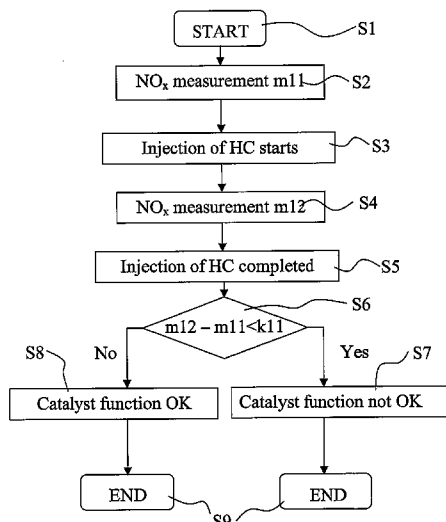 START
S1
NOx measurement m11
S2
Injection of HC starts
S3
NOx measurement m12
S4
Injection of HC completed
S5
S6
m12 – m11<k11
No
Yes
S8
S7
Catalyst function OK
Catalyst function not OK
END
S9
END